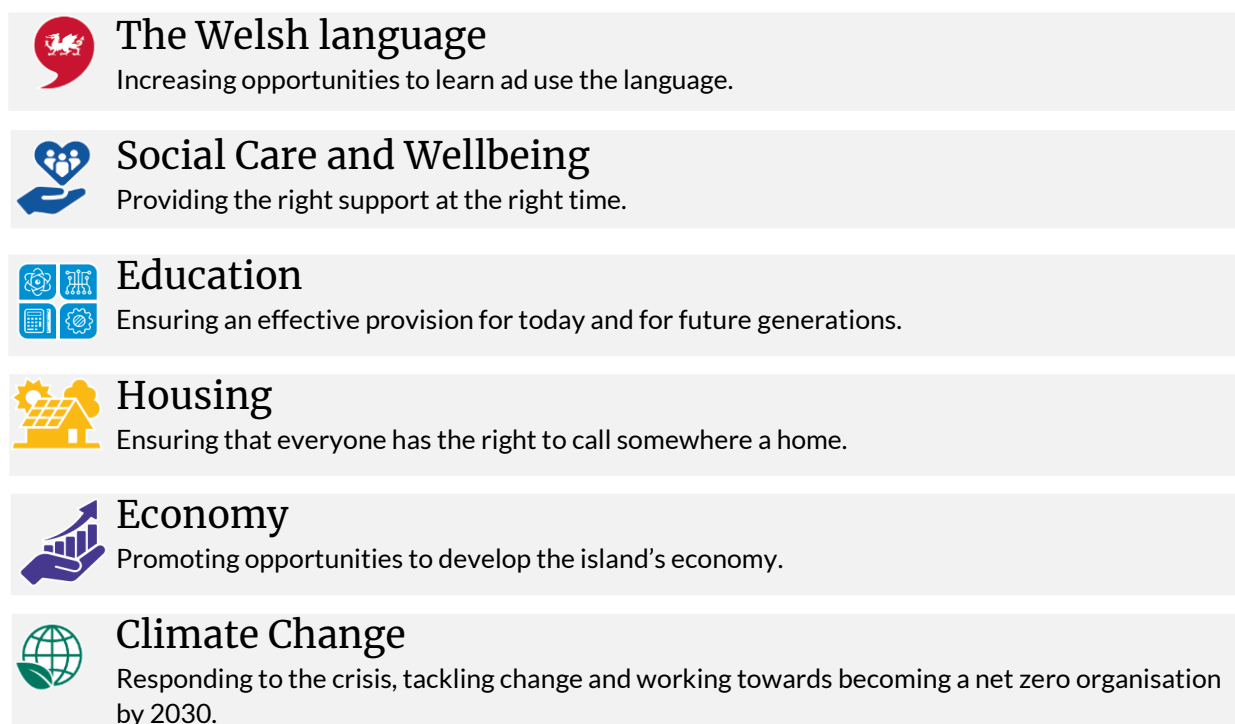 The Welsh language
Increasing opportunities to learn ad use the language.
Social Care and Wellbeing
Providing the right support at the right time.
Education
Ensuring an effective provision for today and for future generations.
Housing
Ensuring that everyone has the right to call somewhere a home.
Economy
Promoting opportunities to develop the island’s economy.
Climate Change
Responding to the crisis, tackling change and working towards becoming a net zero organisation
by 2030.